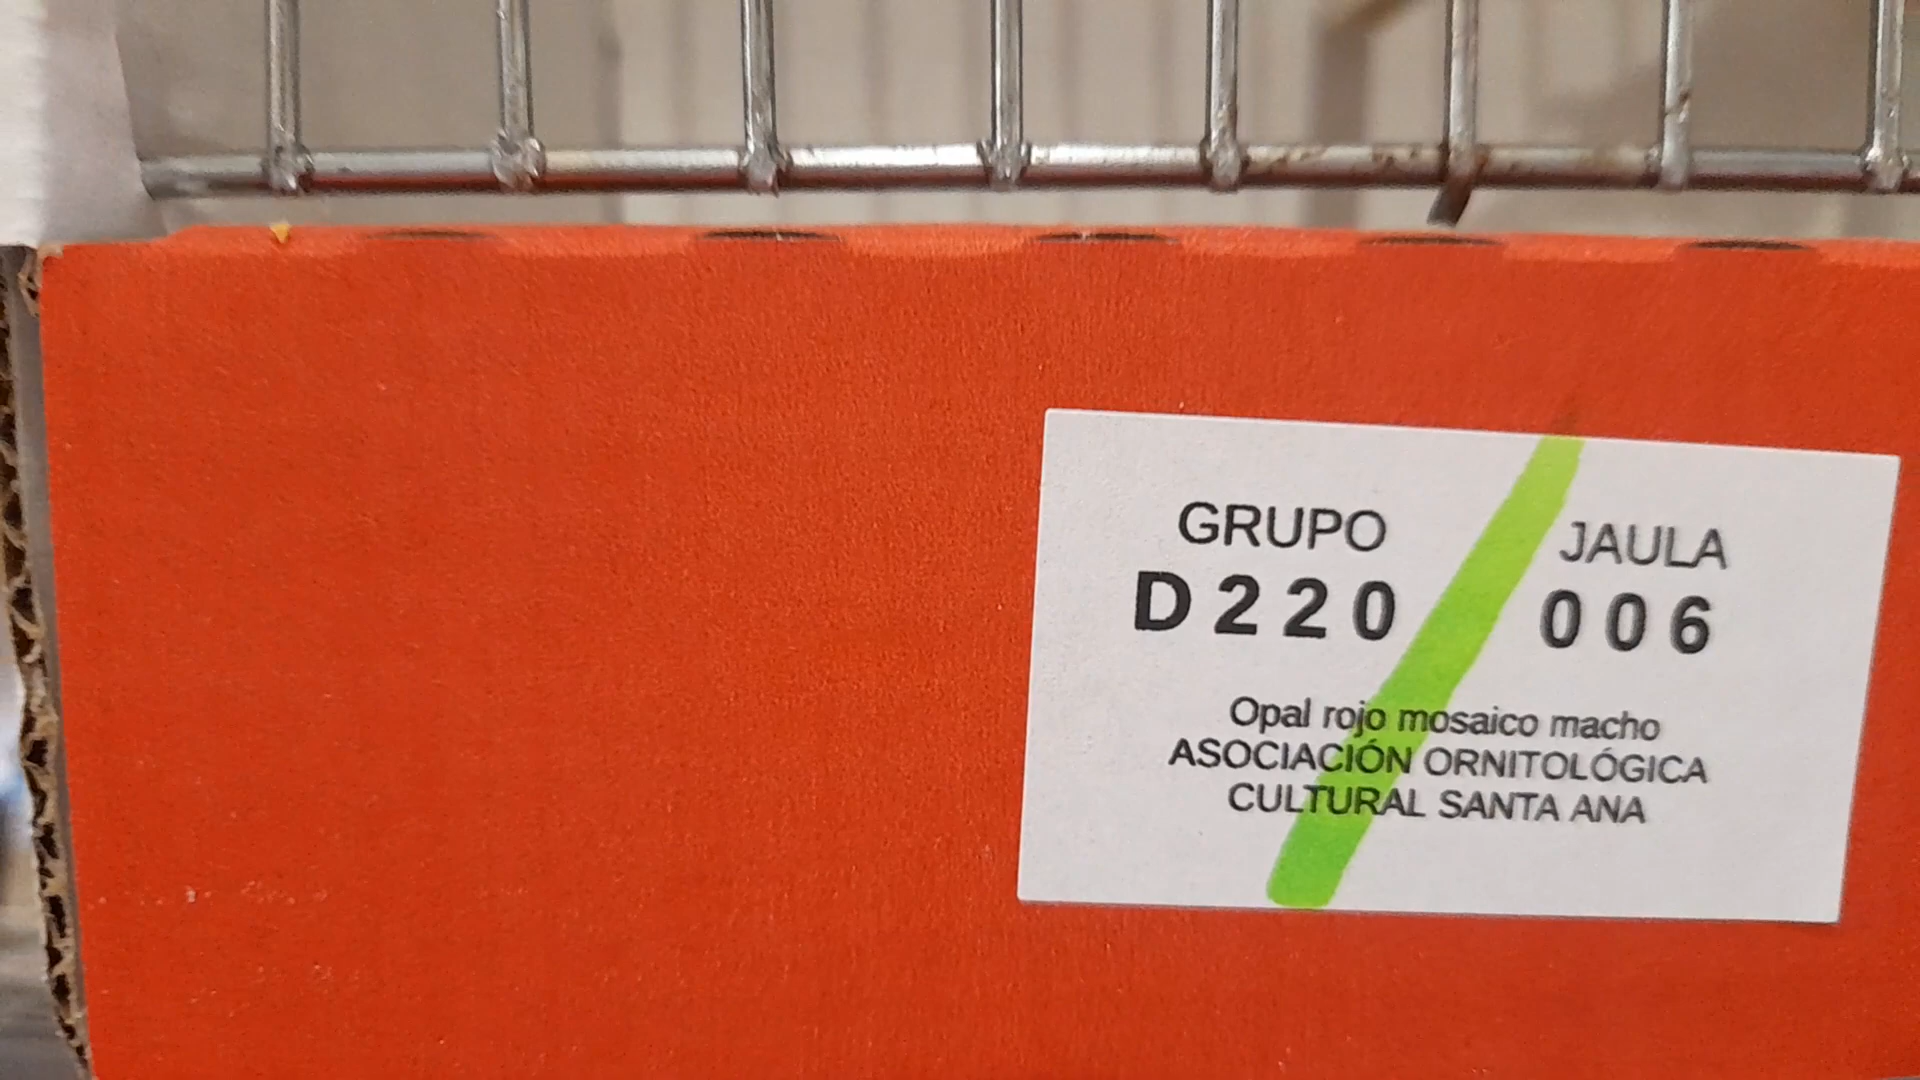 GRUPO JAULA
D220 006
Opal rojo mosaico macho
ASOCIACIÓN ORNITOLÓGICA
CULTURAL SANTA ANA